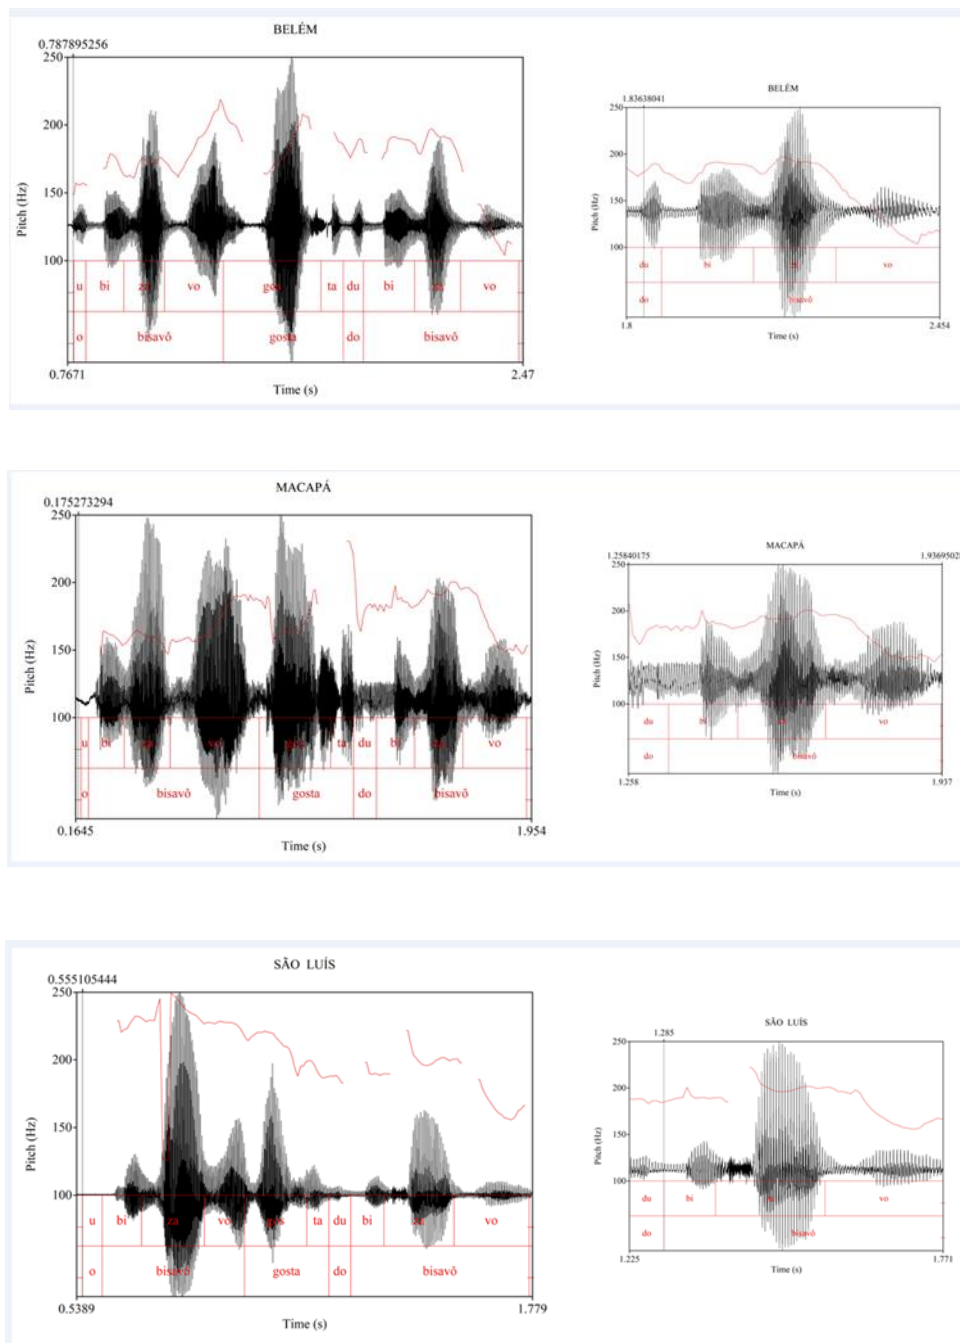 BELÉM
0.787895256
250
200
150
100
Pitch (Hz)
u bi za vo gos ta du bi za vo
o bisavô gosta do bisavô
0.7671 2.47
Time (s)
BELÉM
1.83638041
250
200
150
100
Pitch (Hz)
du bi vo
do bisavô
1.8 2.454
Time (s)
MACAPÁ
0.175273294
250
200
150
100
Pitch (Hz)
u bi za vo gos ta du bi za vo
o bisavô gosta do bisavô
0.1645 1.954
Time (s)
MACAPÁ
1.25840175 1.9369502
250
200
150
100
Pitch (Hz)
du bi vo
do bisavô
1.258 1.937
Time (s)
SÃO LUÍS
0.555105444
250
200
150
100
Pitch (Hz)
u bi za vo gos ta du bi za vo
o bisavô gosta do bisavô
0.5389 1.779
Time (s)
SÃO LUÍS
1.285
250
200
150
100
Pitch (Hz)
du bi vo
do bisavô
1.225 1.771
Time (s)